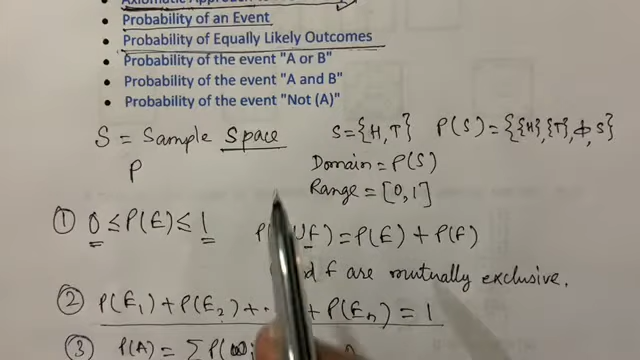 Probability of an Event
Probability of Equally Likely Outcomes
Probability of the event "A or B"
Probability of the event "A and B"
Probability of the event "Not (A)"
S = Sample Space
S = {H, T} P(S) = {{H}, {T}, ϕ, S}
P
Domain = P(S)
Range = [0, 1]
① 0 ≤ P(E) ≤ 1
P( U F) = P(E) + P(F)
F are mutually exclusive.
② P(E₁) + P(E₂) + .. + P(Eₙ) = 1
③ P(A) = Σ P(